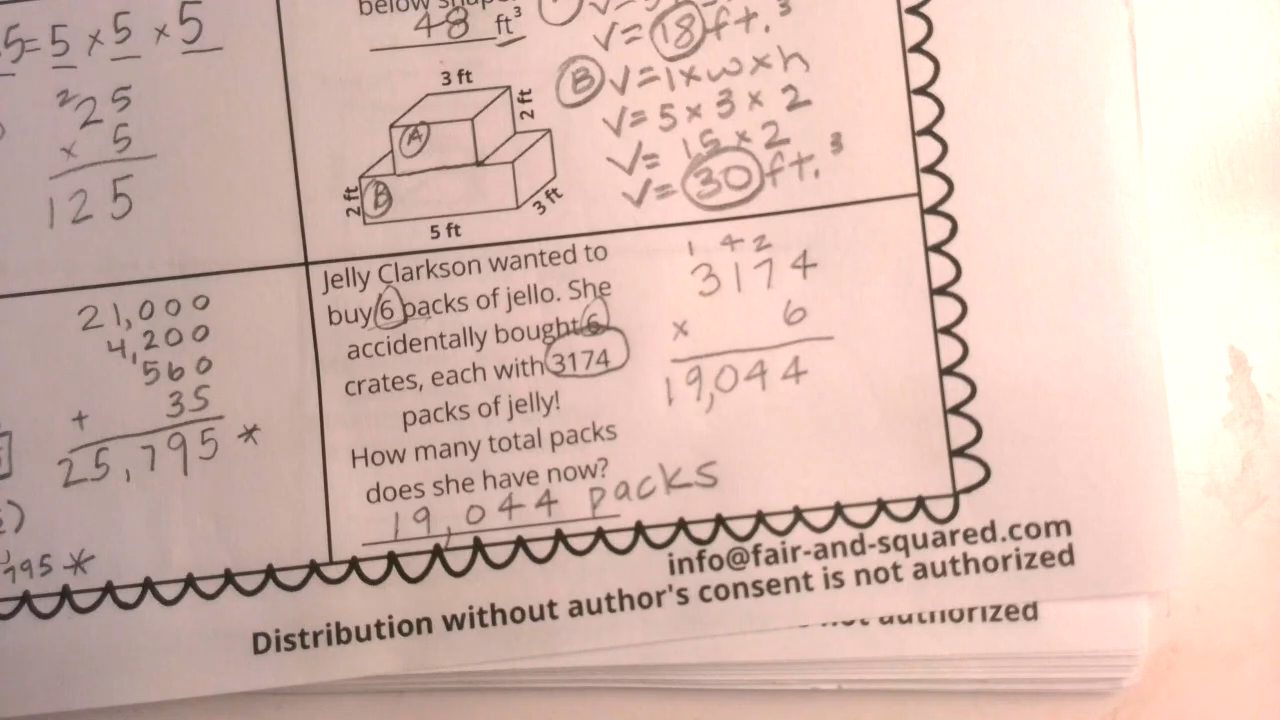 5= 5 × 5 × 5
2
25
× 5
125
below
48 ft³
3 ft
2 ft
A
B
2 ft
3 ft
5 ft
V= 18 ft.³
B V=l×w×h
V= 5 × 3 × 2
V= 15 × 2
V= 30 ft.³
21,000
4,200
560
+ 35
25,795 *
795 *
Jelly Clarkson wanted to
buy 6 packs of jello. She
accidentally bought 6
crates, each with 3174
packs of jelly!
How many total packs
does she have now?
19,044 packs
1 4 2
3174
× 6
19,044
info@fair-and-squared.com
Distribution without author's consent is not authorized
authorized